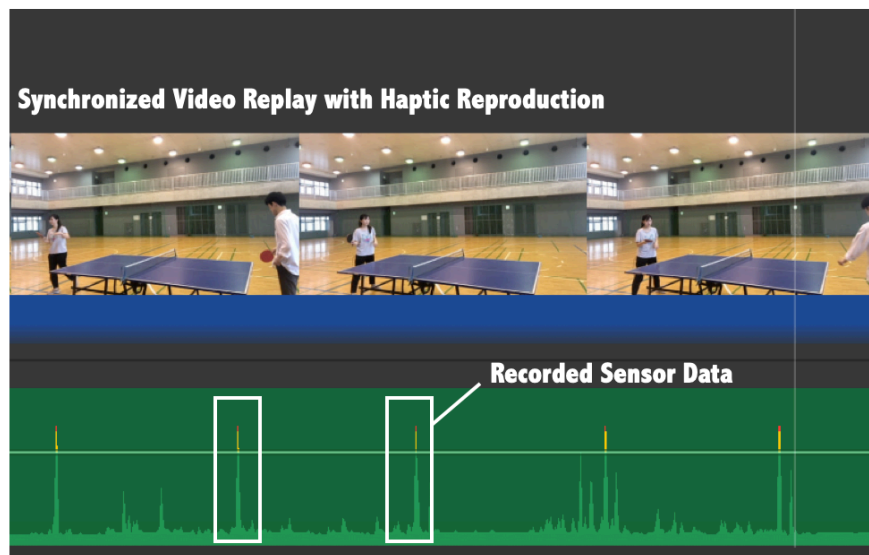 Synchronized Video Replay with Haptic Reproduction
Recorded Sensor Data